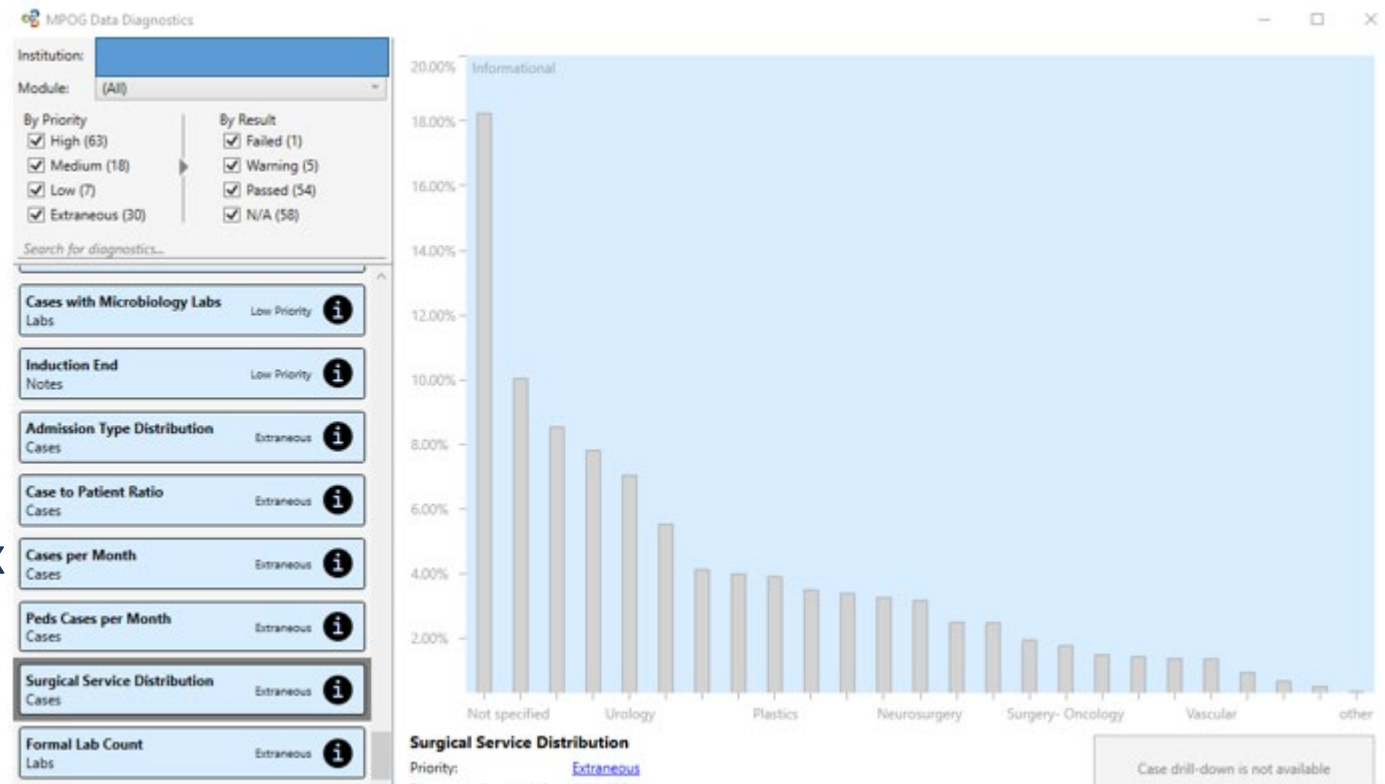 MPOG Data Diagnostics
Institution:
Module: (All)
By Priority
High (63)
Medium (18)
Low (7)
Extraneous (30)
By Result
Failed (1)
Warning (5)
Passed (54)
N/A (58)
Search for diagnostics...
Cases with Microbiology Labs
Labs
Low Priority
Induction End
Notes
Low Priority
Admission Type Distribution
Cases
Extraneous
Case to Patient Ratio
Cases
Extraneous
Cases per Month
Cases
Extraneous
Peds Cases per Month
Cases
Extraneous
Surgical Service Distribution
Cases
Extraneous
Formal Lab Count
Labs
Extraneous
Informational
20.00%
18.00%
16.00%
14.00%
12.00%
10.00%
8.00%
6.00%
4.00%
2.00%
Not specified Urology Plastics Neurosurgery Surgery- Oncology Vascular other
Surgical Service Distribution
Priority: Extraneous
Case drill-down is not available